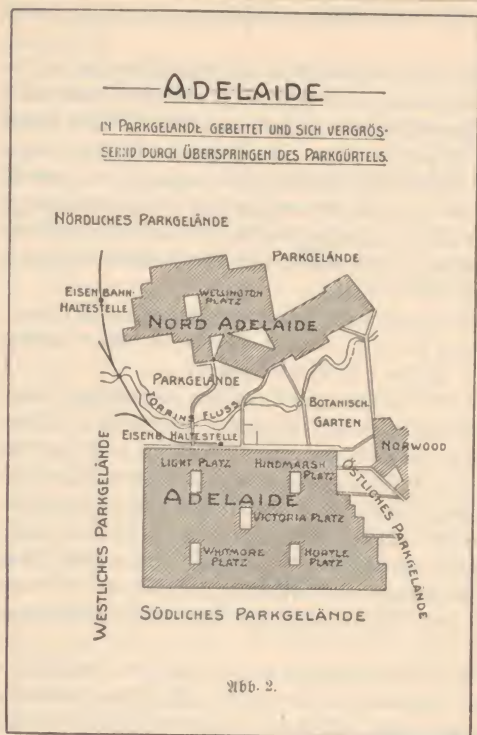 ADELAIDE
IN PARKGELÄNDE GEBETTET UND SICH VERGRÖS-
SERND DURCH ÜBERSPRINGEN DES PARKGÜRTELS.
NÖRDLICHES PARKGELÄNDE
PARKGELÄNDE
EISENBAHN-
HALTESTELLE
WELLINGTON
PLATZ
NORD ADELAIDE
PARKGELÄNDE
TORRINS FLUSS
BOTANISCH.
GARTEN
EISENB. HALTESTELLE
NORWOOD
LIGHT PLATZ
HINDMARSH
PLATZ
ADELAIDE
VICTORIA PLATZ
WHITMORE
PLATZ
HÜRTLE
PLATZ
WESTLICHES PARKGELÄNDE
ÖSTLICHES PARKGELÄNDE
SÜDLICHES PARKGELÄNDE
Abb. 2.